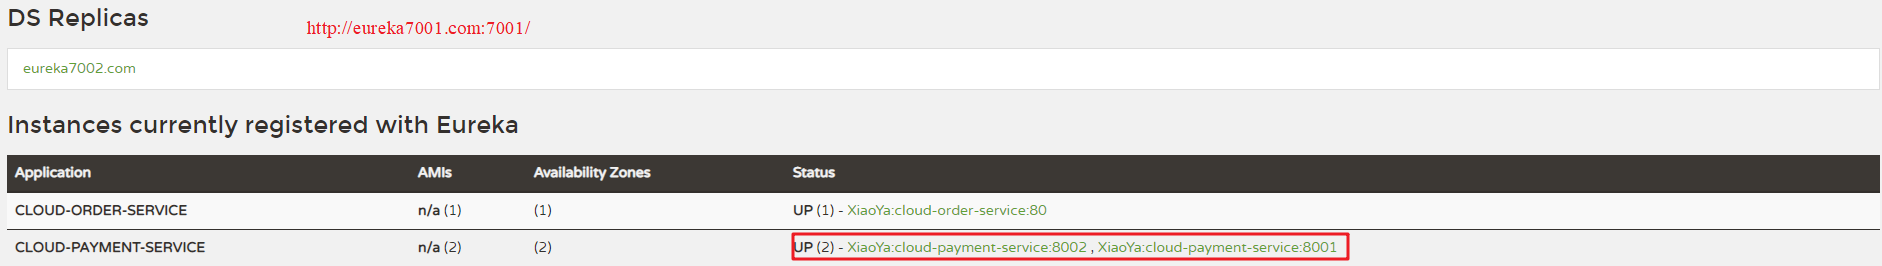 DS Replicas
http://eureka7001.com:7001/
eureka7002.com
Instances currently registered with Eureka
Application AMIs Availability Zones Status
CLOUD-ORDER-SERVICE n/a (1) (1) UP (1) - XiaoYa:cloud-order-service:80
CLOUD-PAYMENT-SERVICE n/a (2) (2) UP (2) - XiaoYa:cloud-payment-service:8002 , XiaoYa:cloud-payment-service:8001